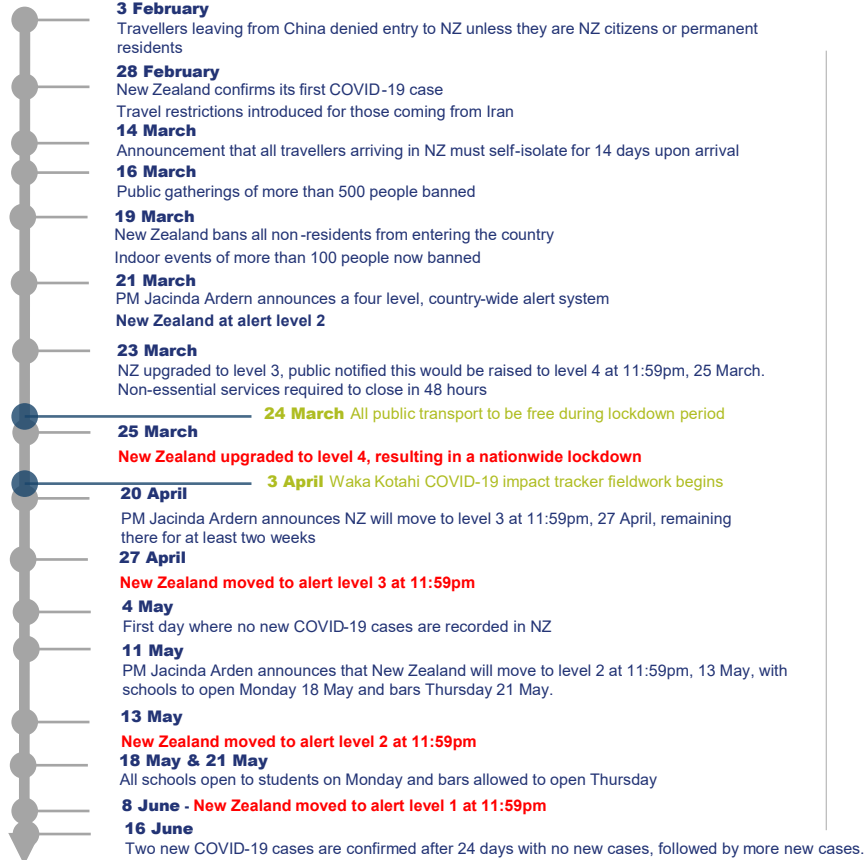 3 February
Travellers leaving from China denied entry to NZ unless they are NZ citizens or permanent
residents
28 February
New Zealand confirms its first COVID-19 case
Travel restrictions introduced for those coming from Iran
14 March
Announcement that all travellers arriving in NZ must self-isolate for 14 days upon arrival
16 March
Public gatherings of more than 500 people banned
19 March
New Zealand bans all non-residents from entering the country
Indoor events of more than 100 people now banned
21 March
PM Jacinda Ardern announces a four level, country-wide alert system
New Zealand at alert level 2
23 March
NZ upgraded to level 3, public notified this would be raised to level 4 at 11:59pm, 25 March.
Non-essential services required to close in 48 hours
24 March All public transport to be free during lockdown period
25 March
New Zealand upgraded to level 4, resulting in a nationwide lockdown
3 April Waka Kotahi COVID-19 impact tracker fieldwork begins
20 April
PM Jacinda Ardern announces NZ will move to level 3 at 11:59pm, 27 April, remaining
there for at least two weeks
27 April
New Zealand moved to alert level 3 at 11:59pm
4 May
First day where no new COVID-19 cases are recorded in NZ
11 May
PM Jacinda Arden announces that New Zealand will move to level 2 at 11:59pm, 13 May, with
schools to open Monday 18 May and bars Thursday 21 May.
13 May
New Zealand moved to alert level 2 at 11:59pm
18 May & 21 May
All schools open to students on Monday and bars allowed to open Thursday
8 June - New Zealand moved to alert level 1 at 11:59pm
16 June
Two new COVID-19 cases are confirmed after 24 days with no new cases, followed by more new cases.